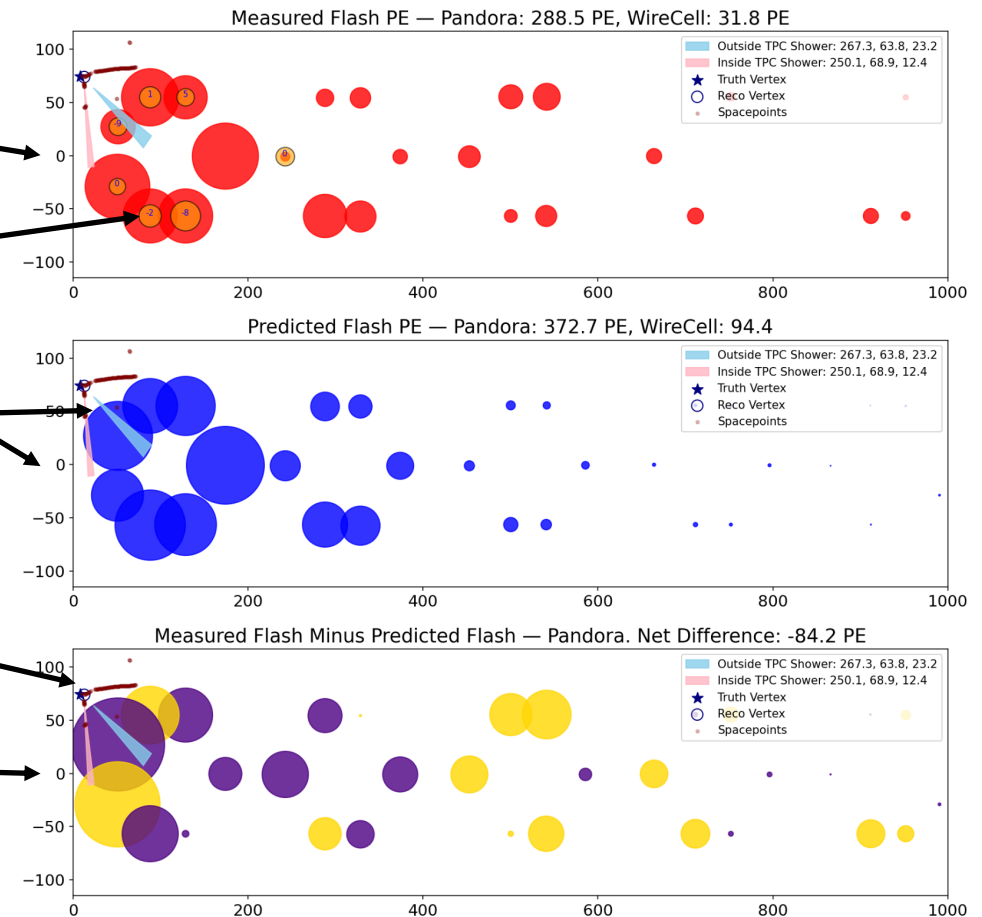 Measured Flash PE — Pandora: 288.5 PE, WireCell: 31.8 PE
Outside TPC Shower: 267.3, 63.8, 23.2
Inside TPC Shower: 250.1, 68.9, 12.4
Truth Vertex
Reco Vertex
Spacepoints
100
50
0
−50
−100
1
5
-9
0
0
-2
-8
0
200
400
600
800
1000
Predicted Flash PE — Pandora: 372.7 PE, WireCell: 94.4
Outside TPC Shower: 267.3, 63.8, 23.2
Inside TPC Shower: 250.1, 68.9, 12.4
Truth Vertex
Reco Vertex
Spacepoints
100
50
0
−50
−100
0
200
400
600
800
1000
Measured Flash Minus Predicted Flash — Pandora. Net Difference: -84.2 PE
Outside TPC Shower: 267.3, 63.8, 23.2
Inside TPC Shower: 250.1, 68.9, 12.4
Truth Vertex
Reco Vertex
Spacepoints
100
50
0
−50
−100
0
200
400
600
800
1000